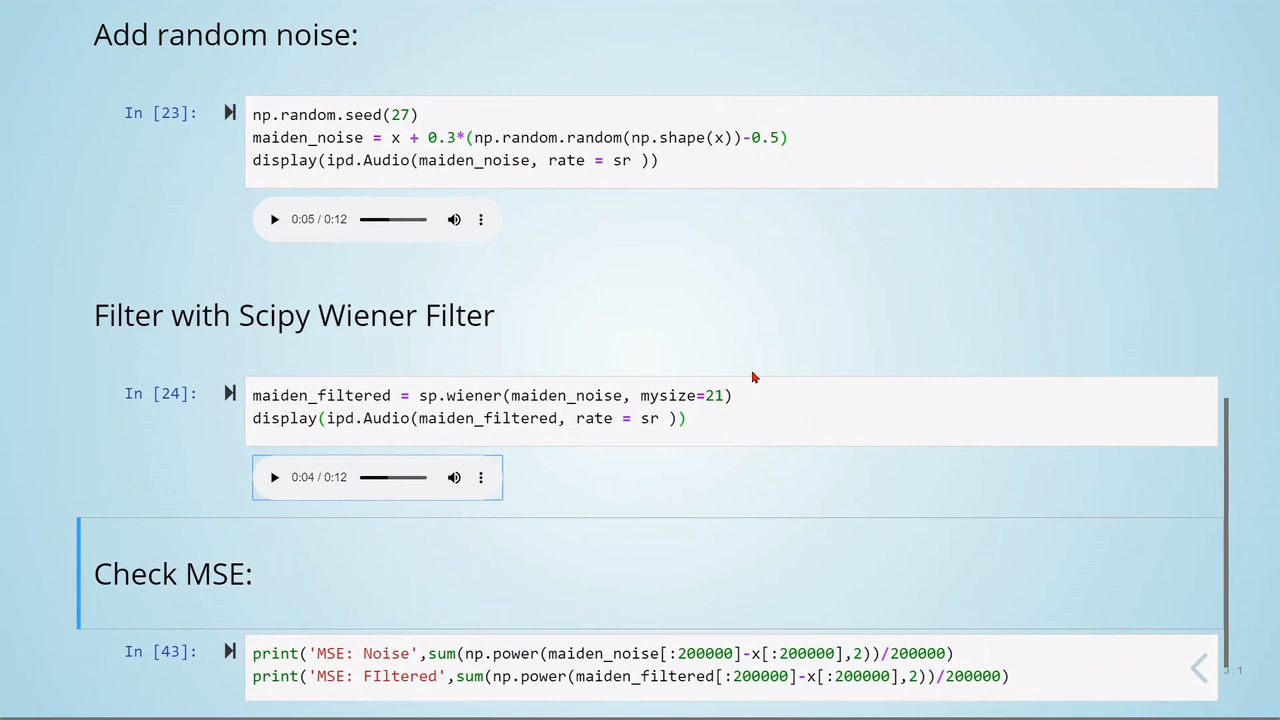 Add random noise:
In [23]:
np.random.seed(27)
maiden_noise = x + 0.3*(np.random.random(np.shape(x))-0.5)
display(ipd.Audio(maiden_noise, rate = sr ))
0:05 / 0:12
Filter with Scipy Wiener Filter
In [24]:
maiden_filtered = sp.wiener(maiden_noise, mysize=21)
display(ipd.Audio(maiden_filtered, rate = sr ))
0:04 / 0:12
Check MSE:
In [43]:
print('MSE: Noise',sum(np.power(maiden_noise[:200000]-x[:200000],2))/200000)
print('MSE: FIltered',sum(np.power(maiden_filtered[:200000]-x[:200000],2))/200000)
3.1